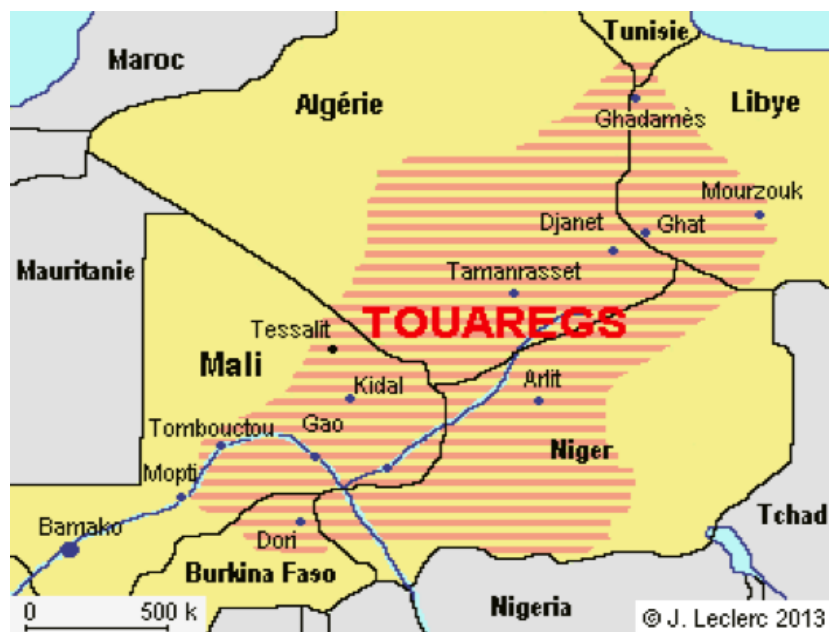 Tunisie
Maroc
Algérie
Libye
Ghadamès
Mourzouk
Djanet
Ghat
Mauritanie
Tamanrasset
TOUAREGS
Tessalit
Mali
Kidal
Arlit
Tombouctou
Gao
Niger
Mopti
Tchad
Bamako
Dori
Burkina Faso
0 500 k
Nigeria
© J. Leclerc 2013